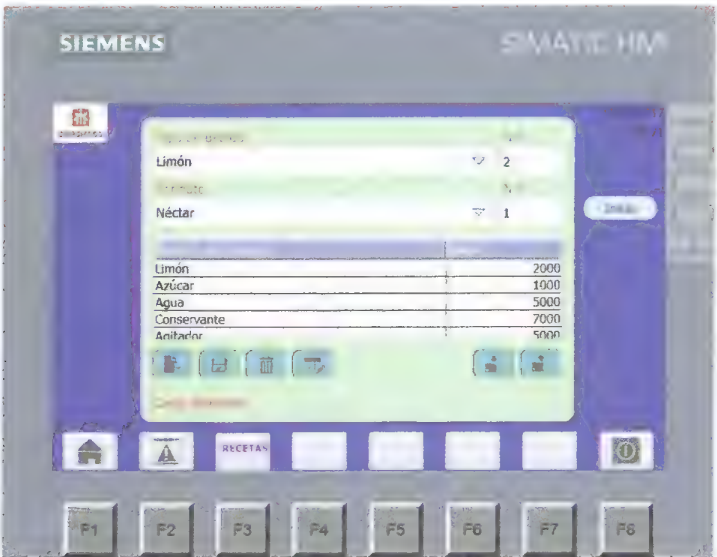 SIEMENS
SIMATIC HMI
Limón 2
Néctar 1
Limón 2000
Azúcar 1000
Agua 5000
Conservante 7000
Agitador 5000
RECETAS
F1 F2 F3 F4 F5 F6 F7 F8